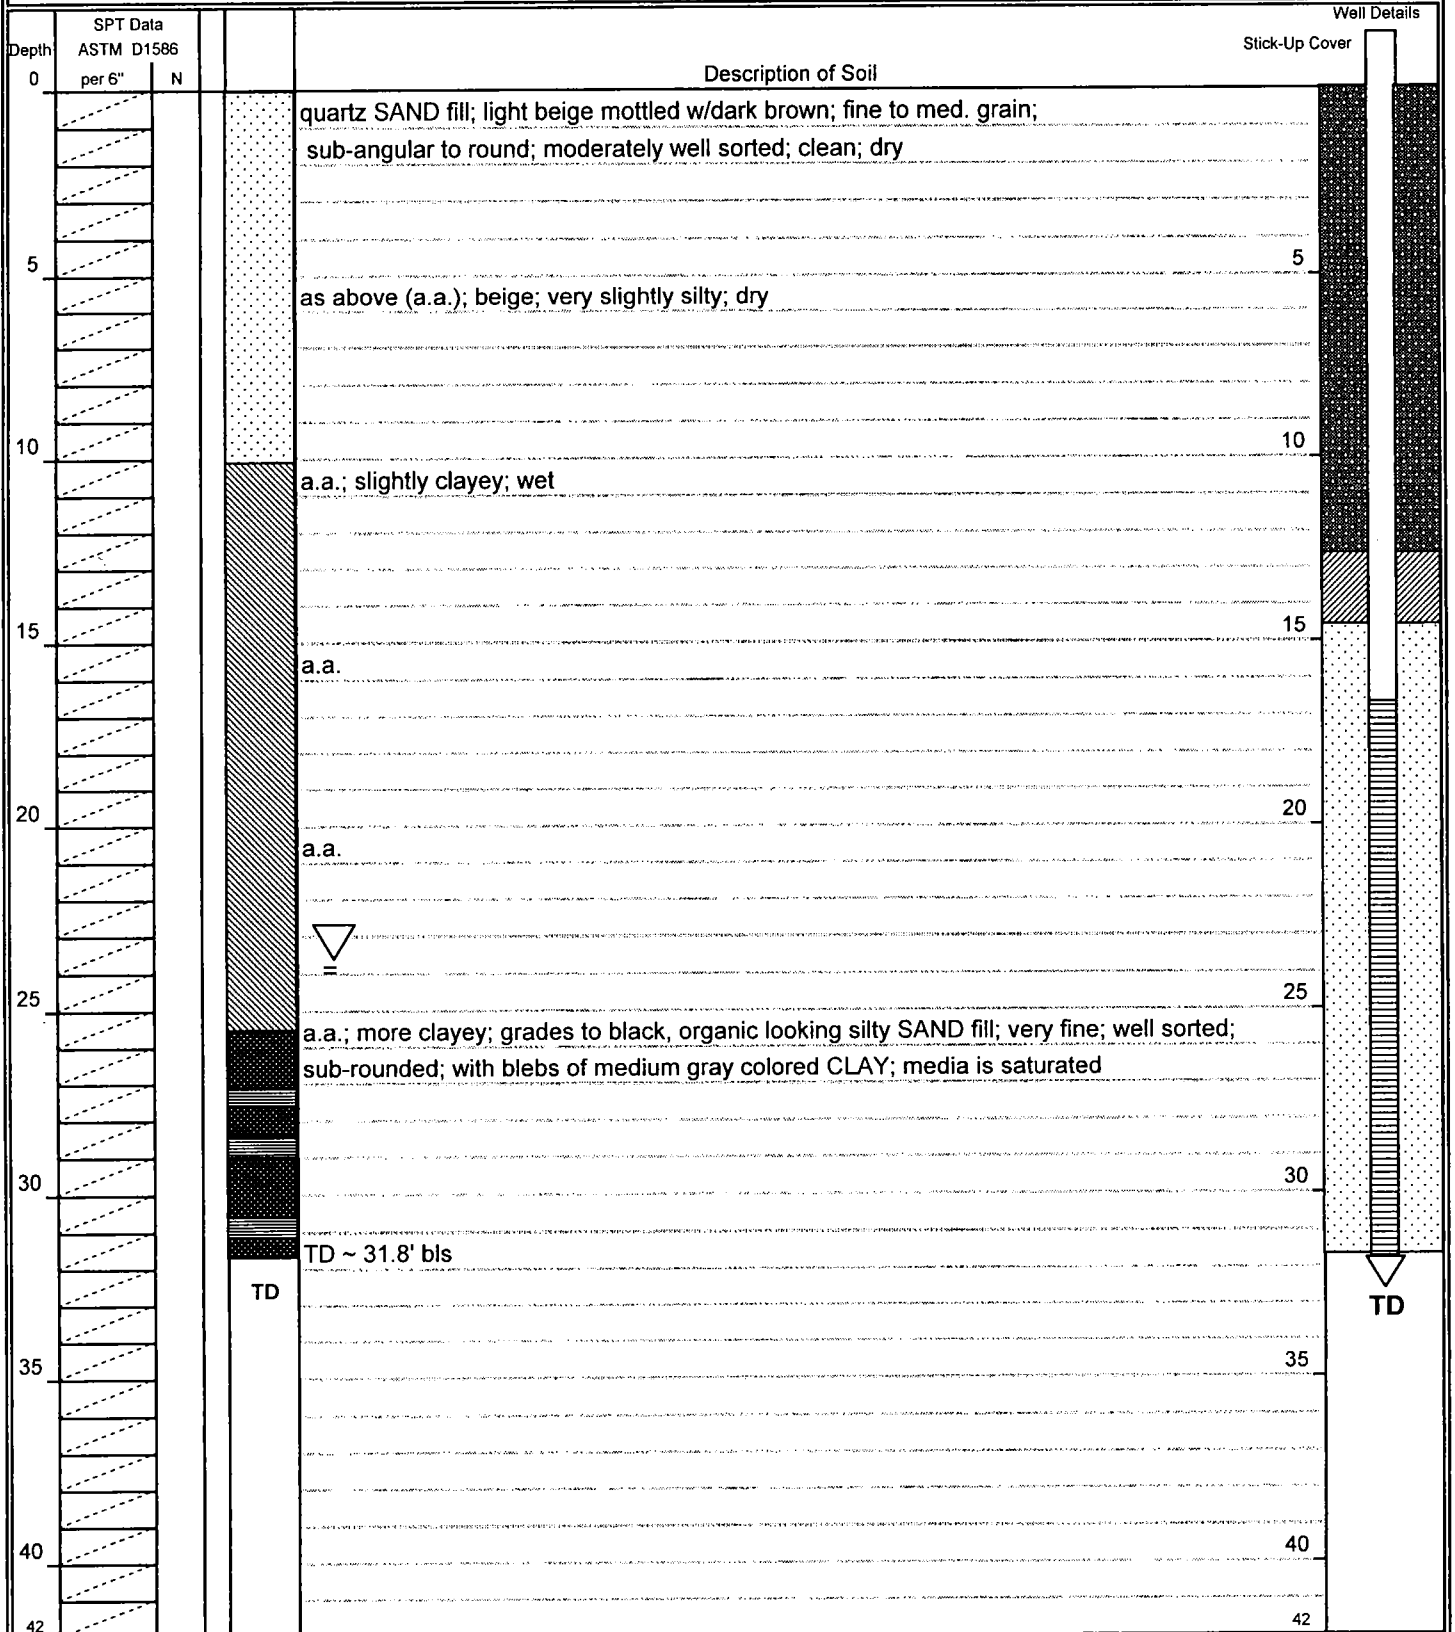 Well Details
SPT Data
Depth ASTM D1586 Stick-Up Cover
0 per 6" N Description of Soil
quartz SAND fill; light beige mottled w/dark brown; fine to med. grain;
sub-angular to round; moderately well sorted; clean; dry
5 5
as above (a.a.); beige; very slightly silty; dry
10 10
a.a.; slightly clayey; wet
15 15
a.a.
20 20
a.a.
25 25
a.a.; more clayey; grades to black, organic looking silty SAND fill; very fine; well sorted;
sub-rounded; with blebs of medium gray colored CLAY; media is saturated
30 30
TD ~ 31.8' bls
TD TD
35 35
40 40
42 42